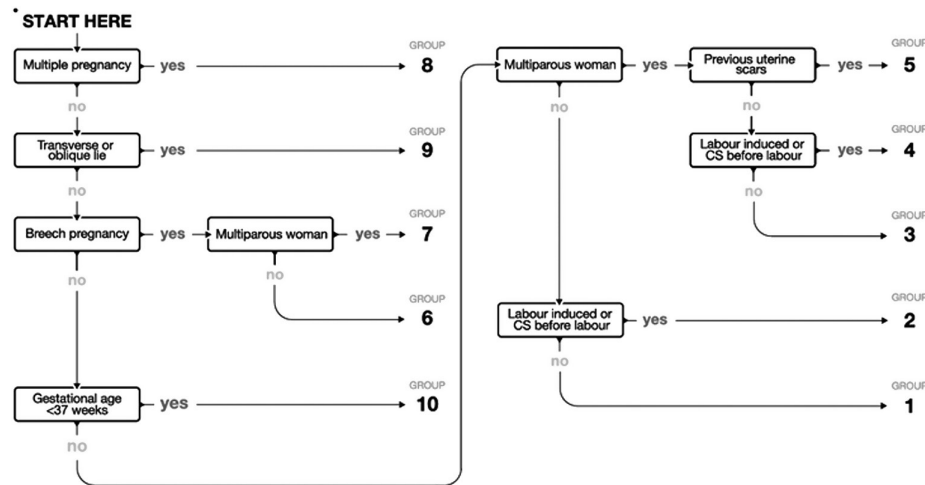 START HERE
Multiple pregnancy
yes
GROUP
8
no
Transverse or
oblique lie
yes
GROUP
9
no
Breech pregnancy
yes
Multiparous woman
yes
GROUP
7
no
no
GROUP
6
Gestational age
<37 weeks
yes
GROUP
10
no
Multiparous woman
yes
Previous uterine
scars
yes
GROUP
5
no
no
Labour induced or
CS before labour
yes
GROUP
4
no
GROUP
3
Labour induced or
CS before labour
yes
GROUP
2
no
GROUP
1